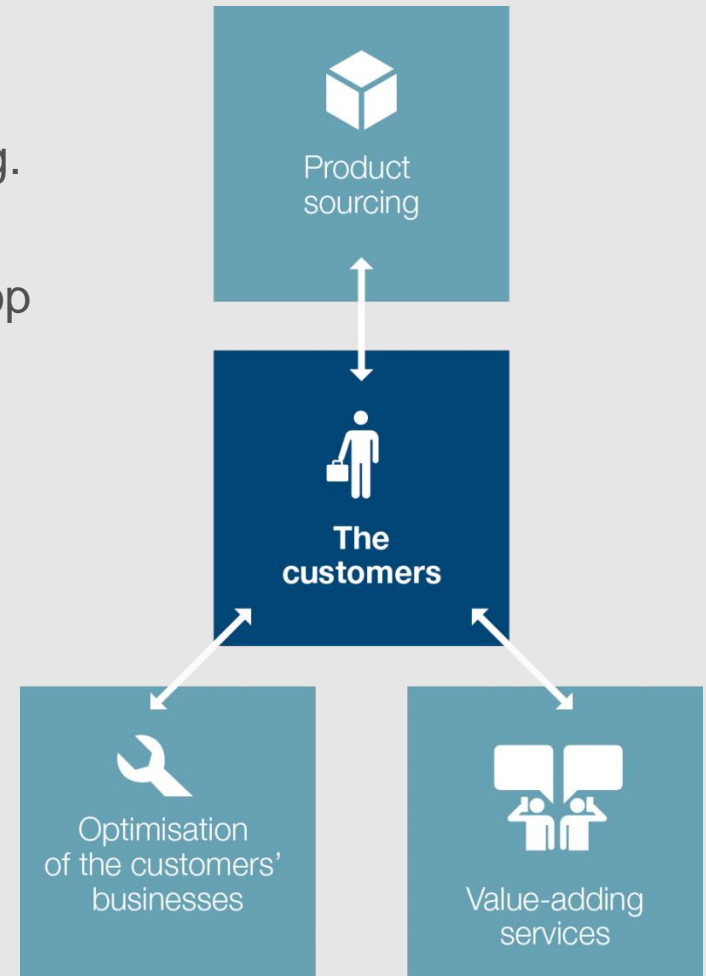 Product
sourcing
The
customers
Optimisation
of the customers’
businesses
Value-adding
services